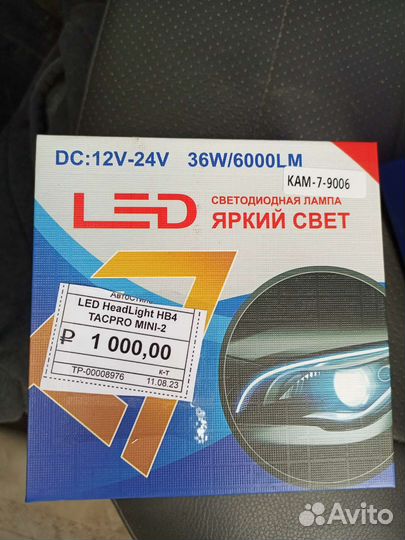 DC:12V-24V 36W/6000LM
KAM-7-9006
LED
СВЕТОДИОДНАЯ ЛАМПА
ЯРКИЙ СВЕТ
LED HeadLight HB4
TACPRO MINI-2
₽ 1 000,00
к-т
ТР-00008976 11.08.23
Avito